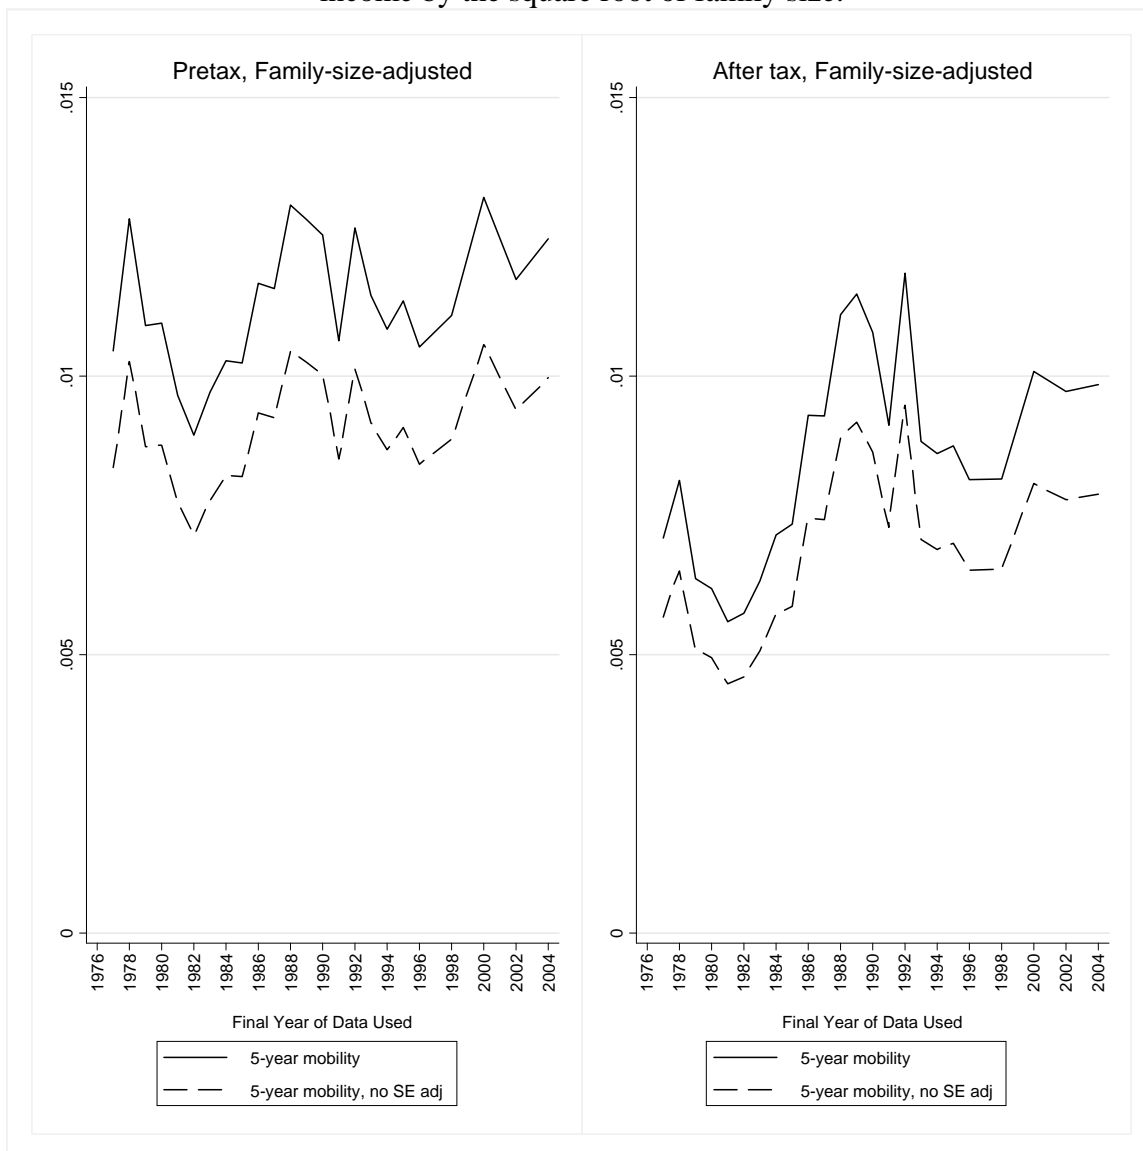 income by the square root of family size.
Pretax, Family-size-adjusted
.015
.01
.005
0
1976 1978 1980 1982 1984 1986 1988 1990 1992 1994 1996 1998 2000 2002 2004
Final Year of Data Used
5-year mobility
5-year mobility, no SE adj
After tax, Family-size-adjusted
.015
.01
.005
0
1976 1978 1980 1982 1984 1986 1988 1990 1992 1994 1996 1998 2000 2002 2004
Final Year of Data Used
5-year mobility
5-year mobility, no SE adj